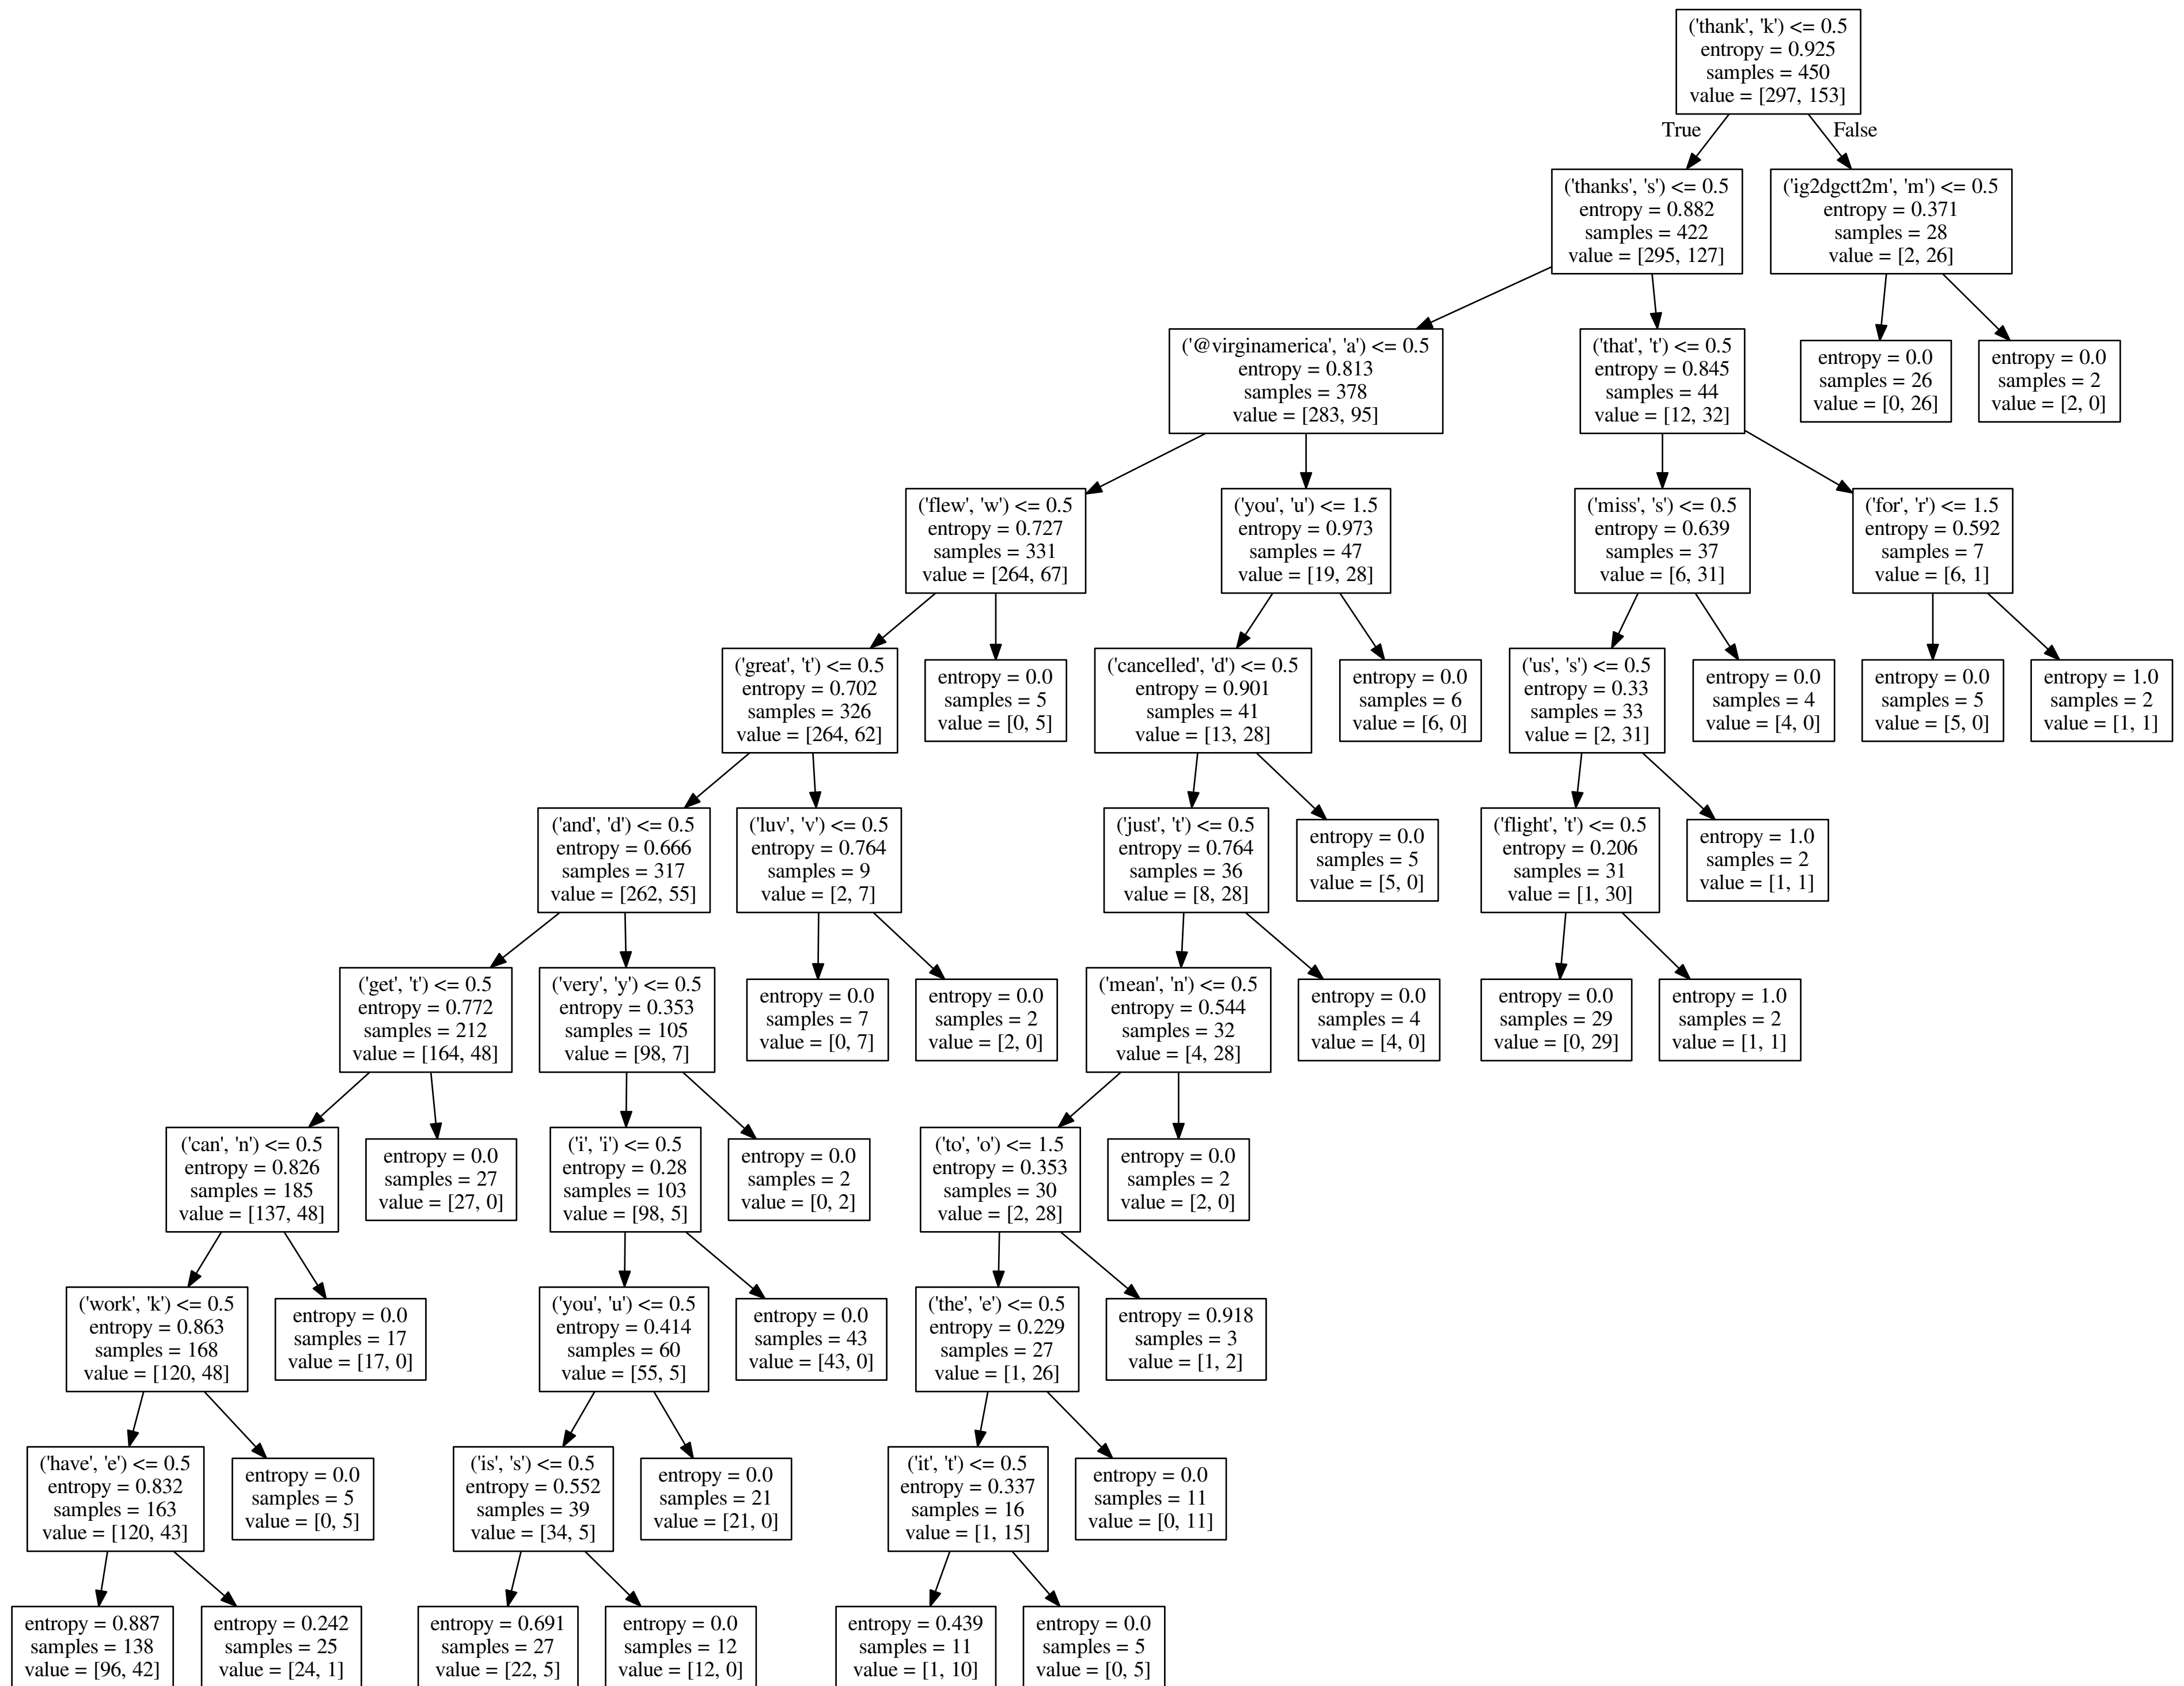 ('thank', 'k') <= 0.5
entropy = 0.925
samples = 450
value = [297, 153]
True
False
('thanks', 's') <= 0.5
entropy = 0.882
samples = 422
value = [295, 127]
('ig2dgctt2m', 'm') <= 0.5
entropy = 0.371
samples = 28
value = [2, 26]
('@virginamerica', 'a') <= 0.5
entropy = 0.813
samples = 378
value = [283, 95]
('that', 't') <= 0.5
entropy = 0.845
samples = 44
value = [12, 32]
entropy = 0.0
samples = 26
value = [0, 26]
entropy = 0.0
samples = 2
value = [2, 0]
('flew', 'w') <= 0.5
entropy = 0.727
samples = 331
value = [264, 67]
('you', 'u') <= 1.5
entropy = 0.973
samples = 47
value = [19, 28]
('miss', 's') <= 0.5
entropy = 0.639
samples = 37
value = [6, 31]
('for', 'r') <= 1.5
entropy = 0.592
samples = 7
value = [6, 1]
('great', 't') <= 0.5
entropy = 0.702
samples = 326
value = [264, 62]
entropy = 0.0
samples = 5
value = [0, 5]
('cancelled', 'd') <= 0.5
entropy = 0.901
samples = 41
value = [13, 28]
entropy = 0.0
samples = 6
value = [6, 0]
('us', 's') <= 0.5
entropy = 0.33
samples = 33
value = [2, 31]
entropy = 0.0
samples = 4
value = [4, 0]
entropy = 0.0
samples = 5
value = [5, 0]
entropy = 1.0
samples = 2
value = [1, 1]
('and', 'd') <= 0.5
entropy = 0.666
samples = 317
value = [262, 55]
('luv', 'v') <= 0.5
entropy = 0.764
samples = 9
value = [2, 7]
('just', 't') <= 0.5
entropy = 0.764
samples = 36
value = [8, 28]
entropy = 0.0
samples = 5
value = [5, 0]
('flight', 't') <= 0.5
entropy = 0.206
samples = 31
value = [1, 30]
entropy = 1.0
samples = 2
value = [1, 1]
('get', 't') <= 0.5
entropy = 0.772
samples = 212
value = [164, 48]
('very', 'y') <= 0.5
entropy = 0.353
samples = 105
value = [98, 7]
entropy = 0.0
samples = 7
value = [0, 7]
entropy = 0.0
samples = 2
value = [2, 0]
('mean', 'n') <= 0.5
entropy = 0.544
samples = 32
value = [4, 28]
entropy = 0.0
samples = 4
value = [4, 0]
entropy = 0.0
samples = 29
value = [0, 29]
entropy = 1.0
samples = 2
value = [1, 1]
('can', 'n') <= 0.5
entropy = 0.826
samples = 185
value = [137, 48]
entropy = 0.0
samples = 27
value = [27, 0]
('i', 'i') <= 0.5
entropy = 0.28
samples = 103
value = [98, 5]
entropy = 0.0
samples = 2
value = [0, 2]
('to', 'o') <= 1.5
entropy = 0.353
samples = 30
value = [2, 28]
entropy = 0.0
samples = 2
value = [2, 0]
('work', 'k') <= 0.5
entropy = 0.863
samples = 168
value = [120, 48]
entropy = 0.0
samples = 17
value = [17, 0]
('you', 'u') <= 0.5
entropy = 0.414
samples = 60
value = [55, 5]
entropy = 0.0
samples = 43
value = [43, 0]
('the', 'e') <= 0.5
entropy = 0.229
samples = 27
value = [1, 26]
entropy = 0.918
samples = 3
value = [1, 2]
('have', 'e') <= 0.5
entropy = 0.832
samples = 163
value = [120, 43]
entropy = 0.0
samples = 5
value = [0, 5]
('is', 's') <= 0.5
entropy = 0.552
samples = 39
value = [34, 5]
entropy = 0.0
samples = 21
value = [21, 0]
('it', 't') <= 0.5
entropy = 0.337
samples = 16
value = [1, 15]
entropy = 0.0
samples = 11
value = [0, 11]
entropy = 0.887
samples = 138
value = [96, 42]
entropy = 0.242
samples = 25
value = [24, 1]
entropy = 0.691
samples = 27
value = [22, 5]
entropy = 0.0
samples = 12
value = [12, 0]
entropy = 0.439
samples = 11
value = [1, 10]
entropy = 0.0
samples = 5
value = [0, 5]